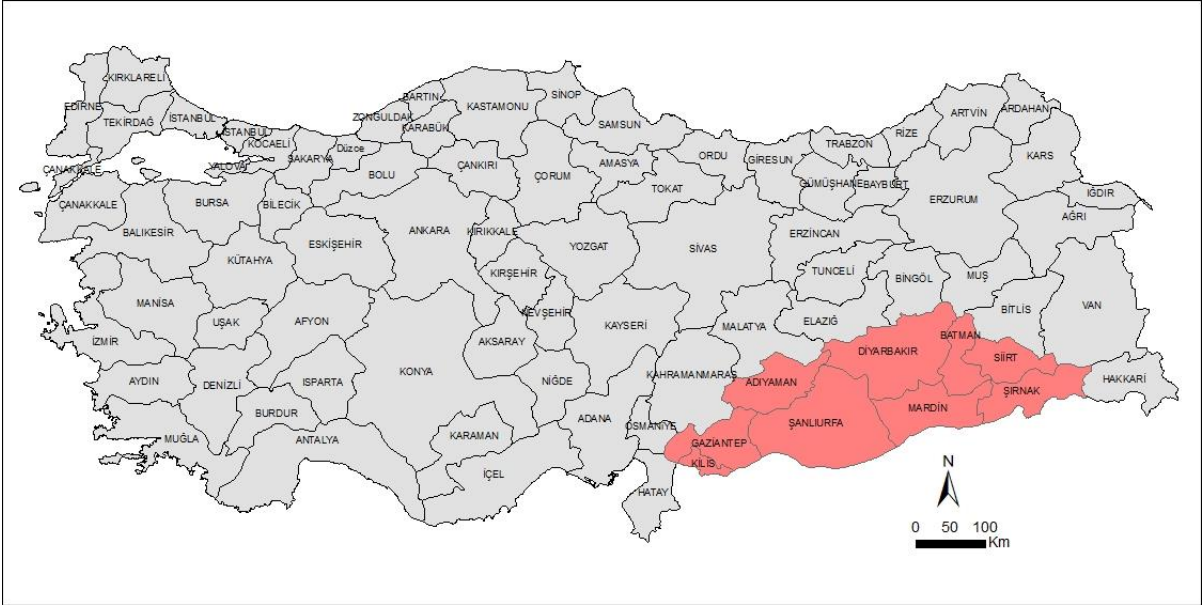 KIRKLARELİ
EDİRNE
TEKİRDAĞ
İSTANBUL
İSTANBUL
KOCAELİ
YALOVA
SAKARYA
Düzce
ZONGULDAK
BARTIN
KARABÜK
KASTAMONU
SİNOP
SAMSUN
ORDU
GİRESUN
TRABZON
RİZE
ARTVİN
ARDAHAN
KARS
IĞDIR
AĞRI
ERZURUM
BAYBURT
GÜMÜŞHANE
ERZİNCAN
TOKAT
AMASYA
ÇORUM
ÇANKIRI
BOLU
BİLECİK
BURSA
ÇANAKKALE
ÇANAKKALE
BALIKESİR
KÜTAHYA
ESKİŞEHİR
ANKARA
KIRIKKALE
KIRŞEHİR
YOZGAT
SİVAS
TUNCELİ
BİNGÖL
MUŞ
BİTLİS
VAN
HAKKARİ
ŞIRNAK
SİİRT
BATMAN
DİYARBAKIR
MARDİN
ŞANLIURFA
ADIYAMAN
GAZİANTEP
KİLİS
ELAZIĞ
MALATYA
KAHRAMANMARAŞ
KAYSERİ
NEVŞEHİR
AKSARAY
NİĞDE
ADANA
OSMANİYE
HATAY
İÇEL
KARAMAN
KONYA
AFYON
UŞAK
MANİSA
İZMİR
AYDIN
DENİZLİ
ISPARTA
BURDUR
ANTALYA
MUĞLA
N
0 50 100
Km